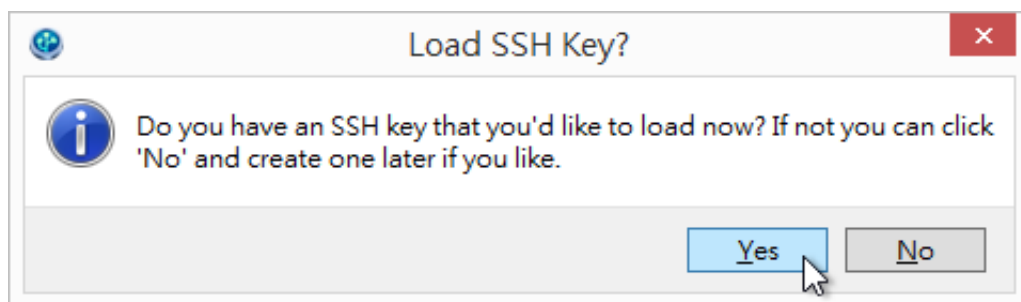 Load SSH Key?
Do you have an SSH key that you'd like to load now? If not you can click
'No' and create one later if you like.
Yes
No